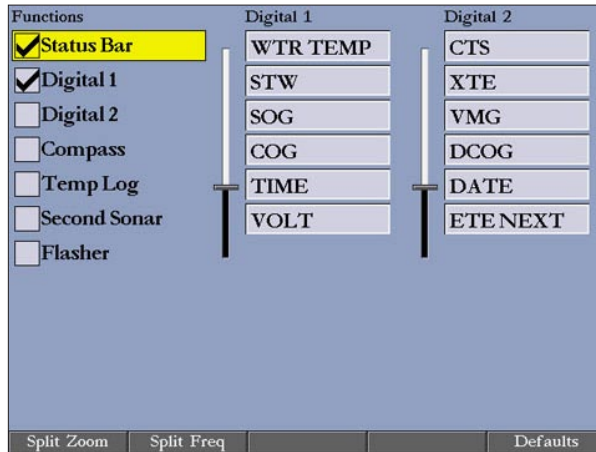 Functions
Status Bar
Digital 1
Digital 2
Compass
Temp Log
Second Sonar
Flasher
Digital 1
WTR TEMP
STW
SOG
COG
TIME
VOLT
Digital 2
CTS
XTE
VMG
DCOG
DATE
ETE NEXT
Split Zoom
Split Freq
Defaults